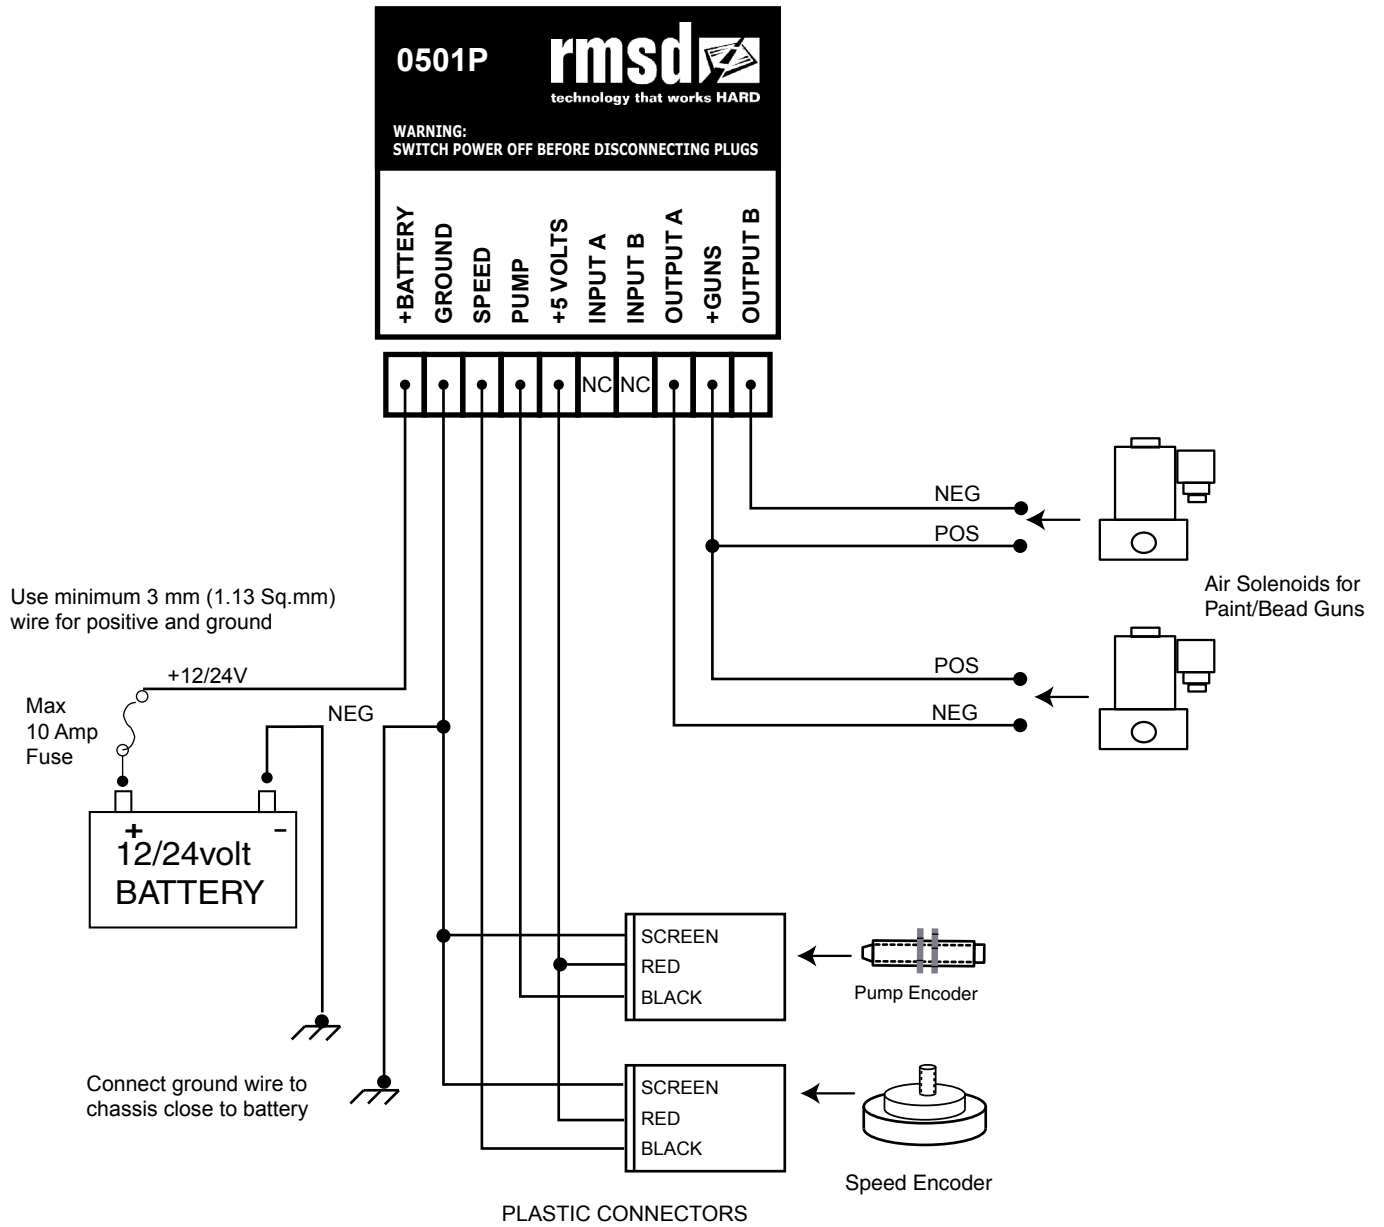 0501P
rmsd
technology that works HARD
WARNING:
SWITCH POWER OFF BEFORE DISCONNECTING PLUGS
+BATTERY
GROUND
SPEED
PUMP
+5 VOLTS
INPUT A
INPUT B
OUTPUT A
+GUNS
OUTPUT B
NC
NC
NEG
POS
Air Solenoids for
Paint/Bead Guns
POS
NEG
Use minimum 3 mm (1.13 Sq.mm)
wire for positive and ground
+12/24V
Max
10 Amp
Fuse
NEG
+
−
12/24volt
BATTERY
Connect ground wire to
chassis close to battery
SCREEN
RED
BLACK
Pump Encoder
SCREEN
RED
BLACK
Speed Encoder
PLASTIC CONNECTORS